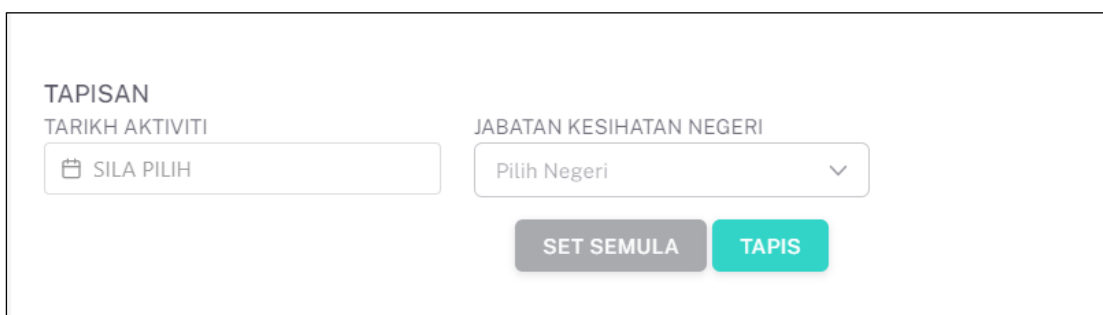 TAPISAN
TARIKH AKTIVITI
SILA PILIH
JABATAN KESIHATAN NEGERI
Pilih Negeri
SET SEMULA
TAPIS